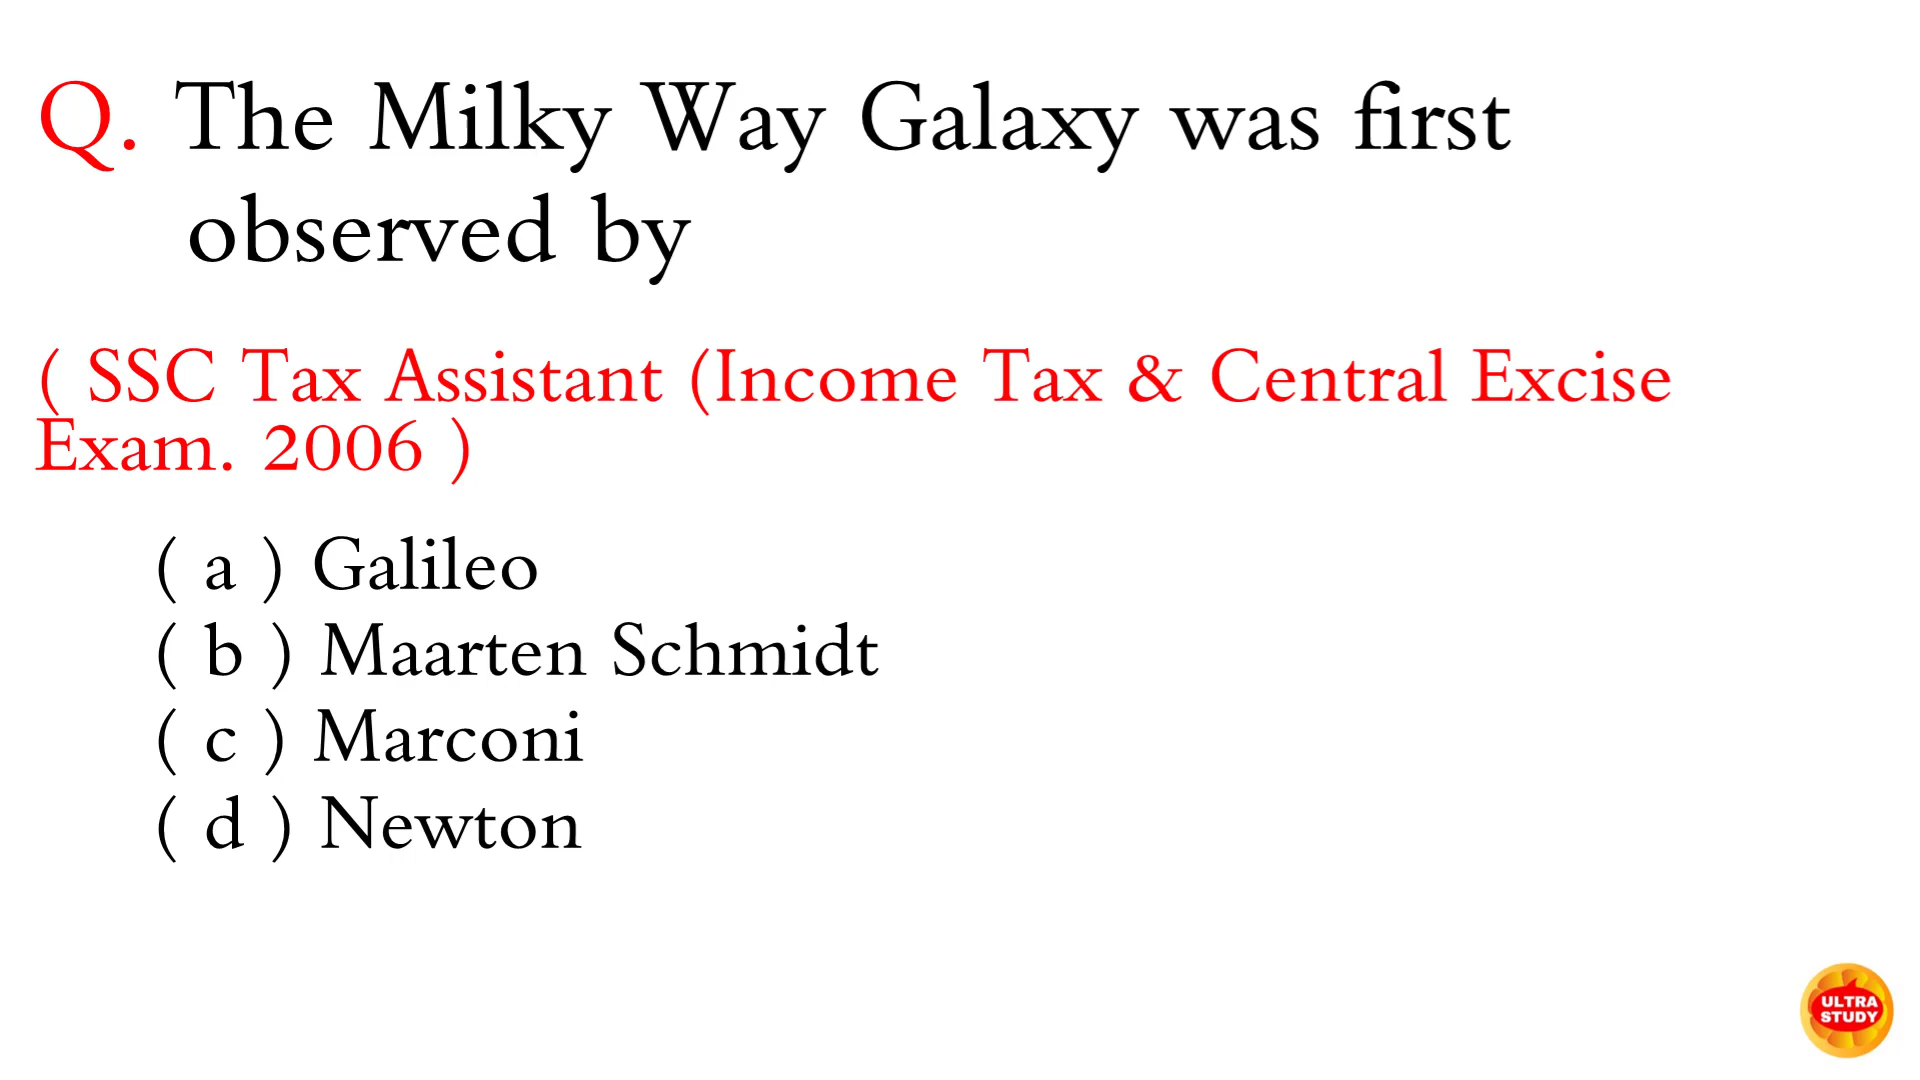 Q. The Milky Way Galaxy was first
observed by
( SSC Tax Assistant (Income Tax & Central Excise
Exam. 2006 )
( a ) Galileo
( b ) Maarten Schmidt
( c ) Marconi
( d ) Newton
ULTRA
STUDY